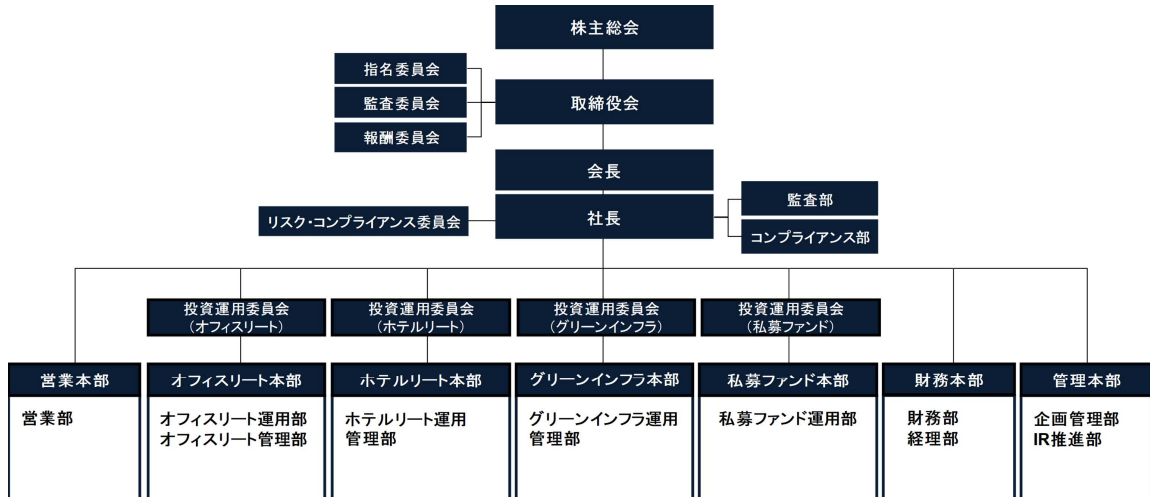 株主総会
指名委員会
監査委員会
報酬委員会
取締役会
会長
社長
リスク・コンプライアンス委員会
監査部
コンプライアンス部
投資運用委員会
(オフィスリート)
投資運用委員会
(ホテルリート)
投資運用委員会
(グリーンインフラ)
投資運用委員会
(私募ファンド)
営業本部
営業部
オフィスリート本部
オフィスリート運用部
オフィスリート管理部
ホテルリート本部
ホテルリート運用
管理部
グリーンインフラ本部
グリーンインフラ運用
管理部
私募ファンド本部
私募ファンド運用部
財務本部
財務部
経理部
管理本部
企画管理部
IR推進部